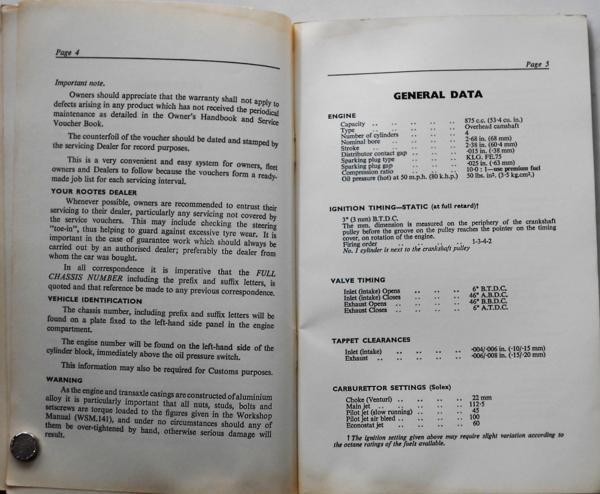 Page 4
Important note.
Owners should appreciate that the warranty shall not apply to
defects arising in any product which has not received the periodical
maintenance as detailed in the Owner's Handbook and Service
Voucher Book.
The counterfoil of the voucher should be dated and stamped by
the servicing Dealer for record purposes.
This is a very convenient and easy system for owners, fleet
owners and Dealers to follow because the vouchers form a ready-
made job list for each servicing interval.
YOUR ROOTES DEALER
Whenever possible, owners are recommended to entrust their
servicing to their dealer, particularly any servicing not covered by
the service vouchers. This may include checking the steering
"toe-in", thus helping to guard against excessive tyre wear. It is
important in the case of guarantee work which should always be
carried out by an authorised dealer; preferably the dealer from
whom the car was bought.
In all correspondence it is imperative that the FULL
CHASSIS NUMBER including the prefix and suffix letters, is
quoted and that reference be made to any previous correspondence.
VEHICLE IDENTIFICATION
The chassis number, including prefix and suffix letters will be
found on a plate fixed to the left-hand side panel in the engine
compartment.
The engine number will be found on the left-hand side of the
cylinder block, immediately above the oil pressure switch.
This information may also be required for Customs purposes.
WARNING
As the engine and transaxle casings are constructed of aluminium
alloy it is particularly important that all nuts, studs, bolts and
setscrews are torque loaded to the figures given in the Workshop
Manual (WSM.141), and under no circumstances should any of
them be over-tightened by hand, otherwise serious damage will
result.
Page 5
GENERAL DATA
ENGINE
Capacity .. .. .. .. .. 875 c.c. (53·4 cu. in.)
Type .. .. .. .. .. Overhead camshaft
Number of cylinders .. .. .. 4
Nominal bore .. .. .. .. 2·68 in. (68 mm)
Stroke .. .. .. .. .. 2·38 in. (60·4 mm)
Distributor contact gap .. .. .. ·015 in. (·38 mm)
Sparking plug type .. .. .. KLG. FE.75
Sparking plug gap .. .. .. ·025 in. (·63 mm)
Compression ratio .. .. .. 10·0 : 1—use premium fuel
Oil pressure (hot) at 50 m.p.h. (80 k.h.p.) 50 lbs. in². (3·5 kg.cm².)
IGNITION TIMING—STATIC (at full retard)†
3° (3 mm) B.T.D.C.
The mm. dimension is measured on the periphery of the crankshaft
pulley before the groove on the pulley reaches the pointer on the timing
cover, on rotation of the engine.
Firing order .. .. .. .. 1-3-4-2
No. 1 cylinder is next to the crankshaft pulley
VALVE TIMING
Inlet (intake) Opens .. .. .. 6° B.T.D.C.
Inlet (intake) Closes .. .. .. 46° A.B.D.C.
Exhaust Opens .. .. .. .. 46° B.B.D.C.
Exhaust Closes .. .. .. .. 6° A.T.D.C.
TAPPET CLEARANCES
Inlet (intake) .. .. .. .. ·004/·006 in. (·10/·15 mm)
Exhaust .. .. .. .. .. ·006/·008 in. (·15/·20 mm)
CARBURETTOR SETTINGS (Solex)
Choke (Venturi) .. .. .. .. 22 mm
Main jet .. .. .. .. .. 112·5
Pilot jet (slow running) .. .. .. 45
Pilot jet air bleed .. .. .. .. 100
Econostat jet .. .. .. .. 60
† The ignition setting given above may require slight variation according to
the octane ratings of the fuels available.